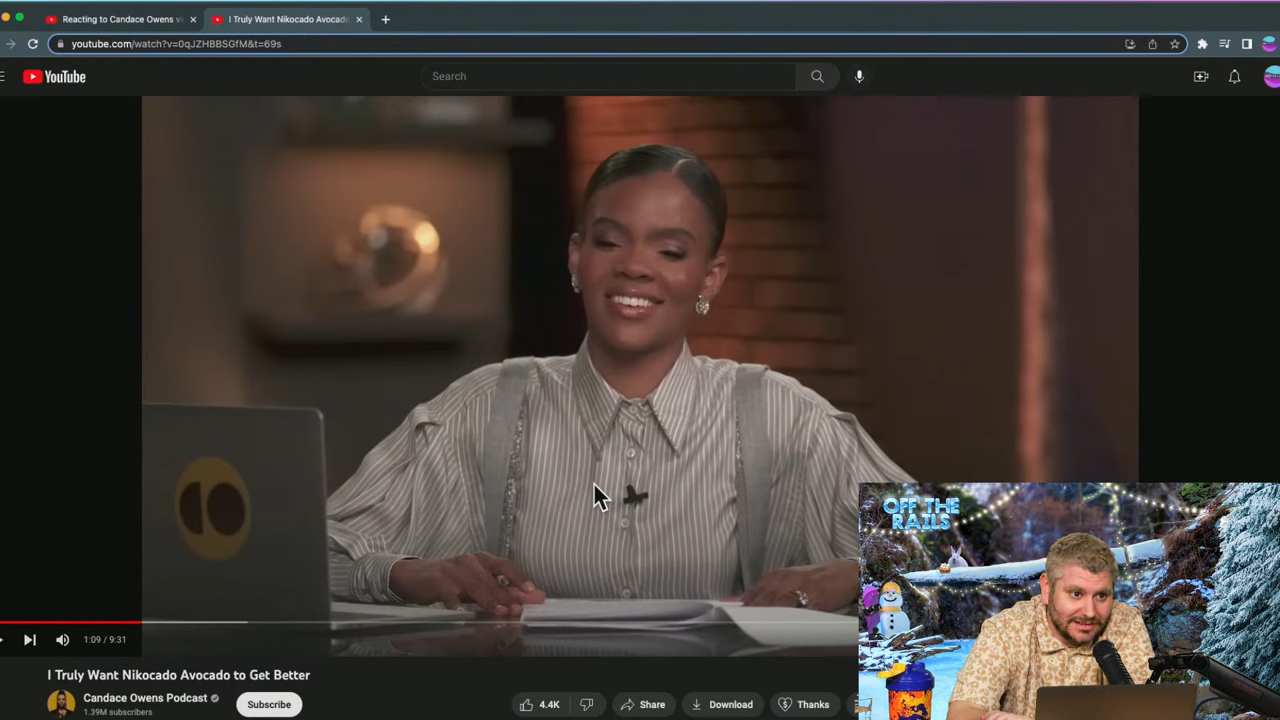 Reacting to Candace Owens vi
I Truly Want Nikocado Avocado
youtube.com/watch?v=0qJZHBBSGfM&t=69s
YouTube
Search
OFF THE
RAILS
1:09 / 9:31
I Truly Want Nikocado Avocado to Get Better
Candace Owens Podcast
1.39M subscribers
Subscribe
4.4K
Share
Download
Thanks